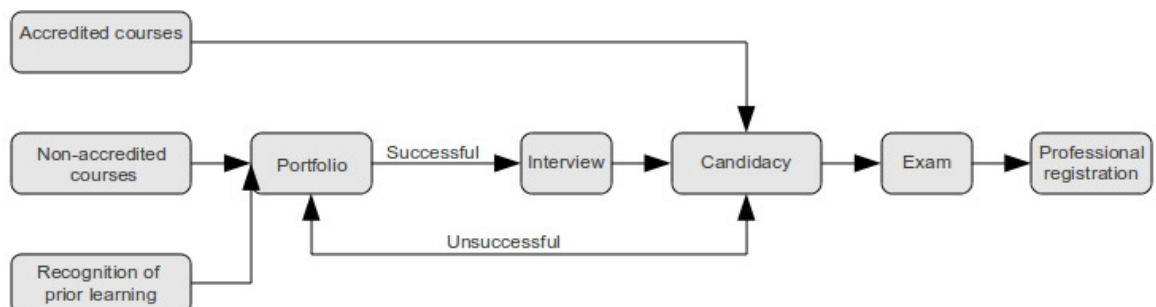 Accredited courses
Non-accredited
courses
Portfolio
Successful
Interview
Candidacy
Exam
Professional
registration
Unsuccessful
Recognition of
prior learning